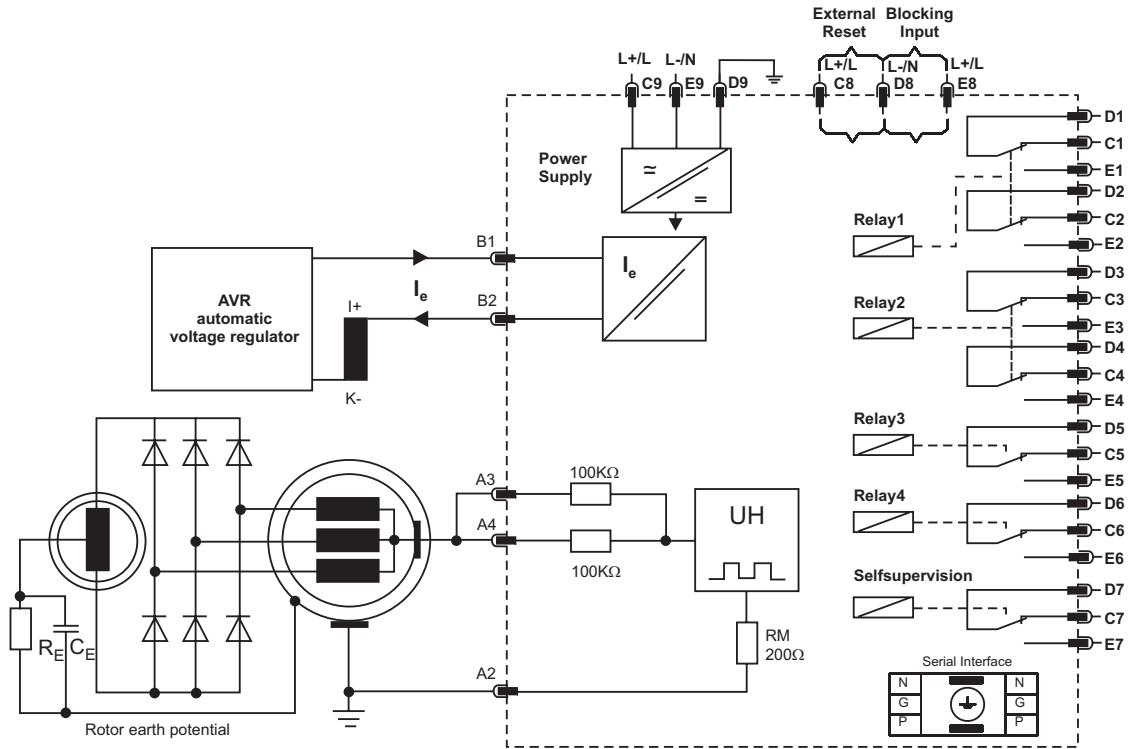 External Blocking
Reset Input
L+/L L-/N L+/L L-/N L+/L
C9 E9 D9 C8 D8 E8
D1
C1
E1
D2
C2
E2
D3
C3
E3
D4
C4
E4
D5
C5
E5
D6
C6
E6
D7
C7
E7
Power
Supply
≃
=
Relay1
Relay2
Relay3
Relay4
Selfsupervision
B1
Ie
B2
Ie
AVR
automatic
voltage regulator
I+
K-
A3
100KΩ
A4
100KΩ
UH
RM
200Ω
A2
RE CE
Rotor earth potential
Serial Interface
N N
G G
P P